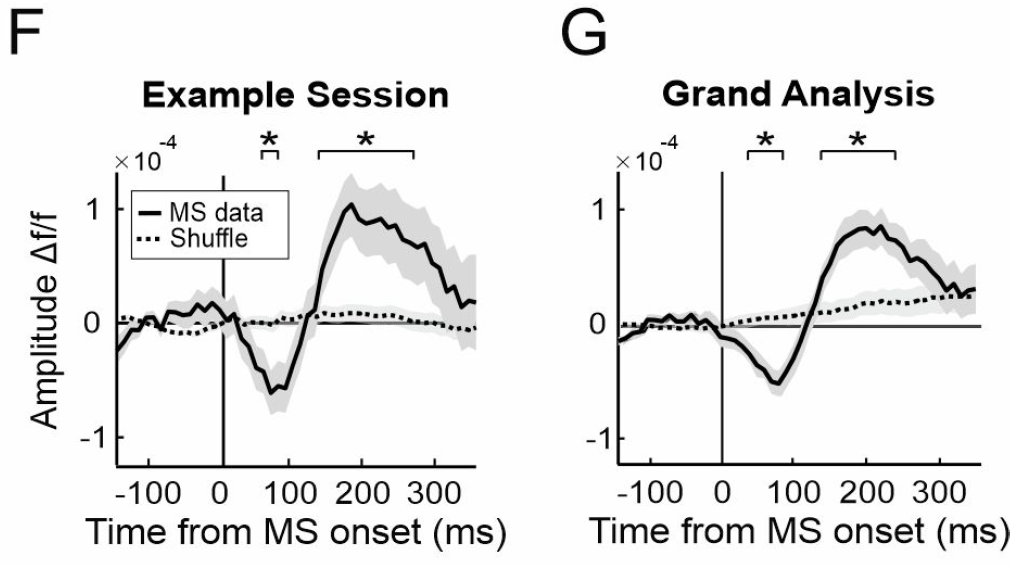 F
Example Session
*
*
×10-4
1
0
-1
MS data
Shuffle
Amplitude Δf/f
-100 0 100 200 300
Time from MS onset (ms)
G
Grand Analysis
*
*
×10-4
1
0
-1
-100 0 100 200 300
Time from MS onset (ms)